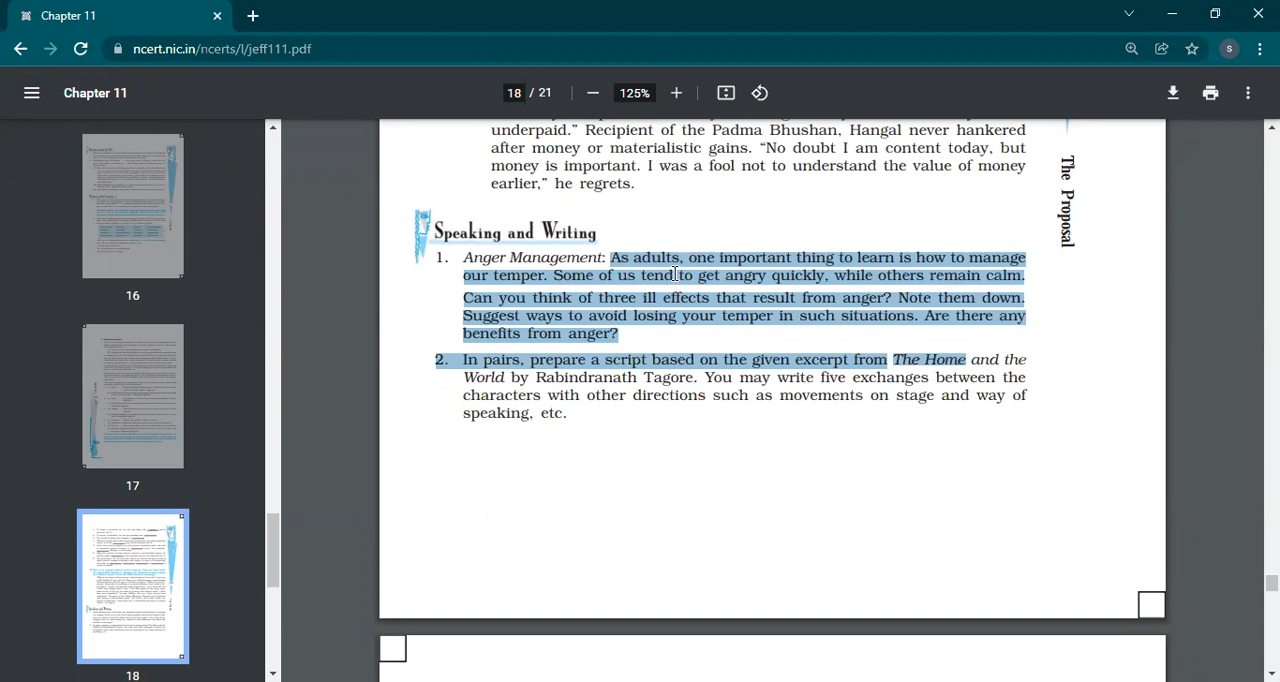 Chapter 11
ncert.nic.in/ncerts/l/jeff111.pdf
S
Chapter 11
18 / 21
125%
16
17
18
underpaid.” Recipient of the Padma Bhushan, Hangal never hankered
after money or materialistic gains. “No doubt I am content today, but
money is important. I was a fool not to understand the value of money
earlier,” he regrets.
The Proposal
Speaking and Writing
1. Anger Management: As adults, one important thing to learn is how to manage
our temper. Some of us tend to get angry quickly, while others remain calm.
Can you think of three ill effects that result from anger? Note them down.
Suggest ways to avoid losing your temper in such situations. Are there any
benefits from anger?
2. In pairs, prepare a script based on the given excerpt from The Home and the
World by Rabindranath Tagore. You may write five exchanges between the
characters with other directions such as movements on stage and way of
speaking, etc.